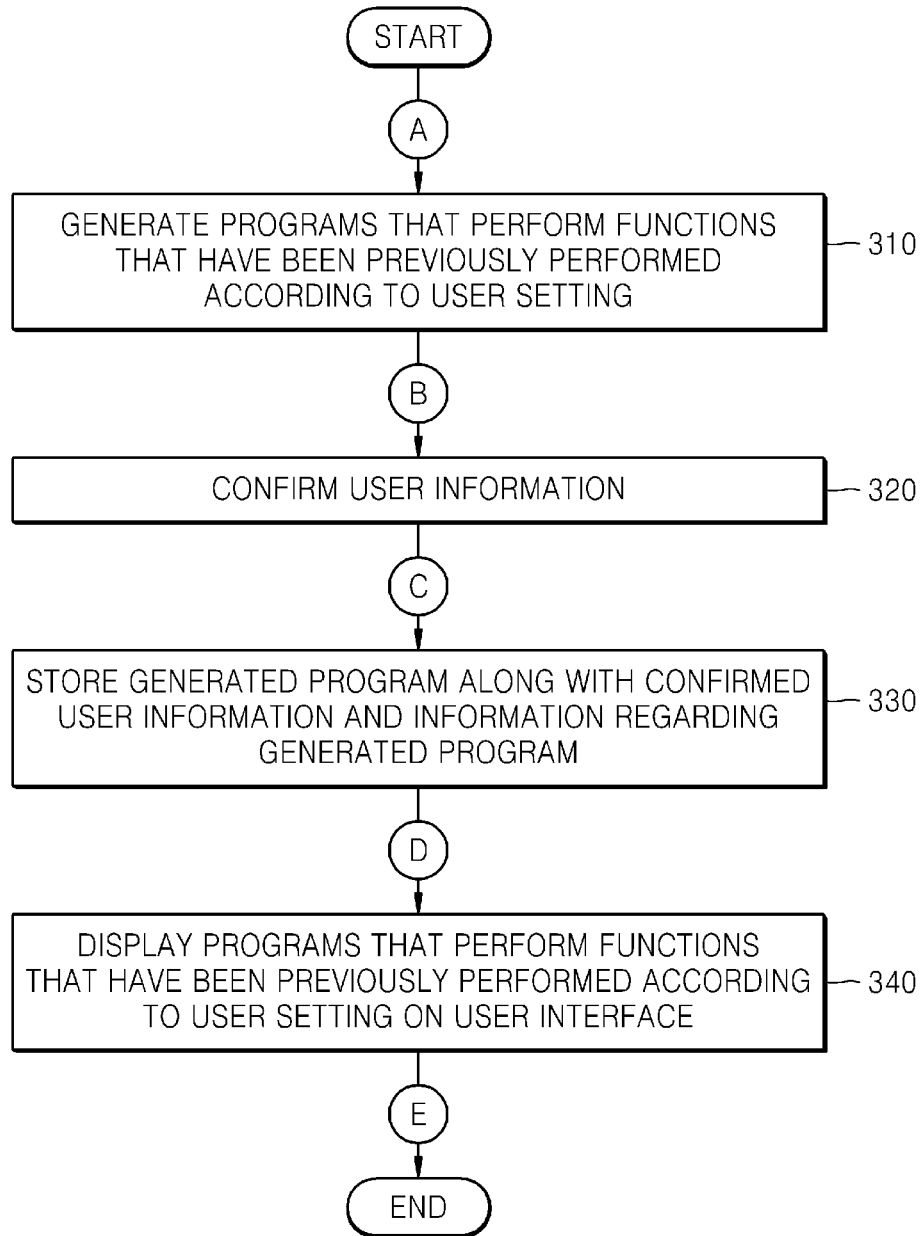 START
A
GENERATE PROGRAMS THAT PERFORM FUNCTIONS
THAT HAVE BEEN PREVIOUSLY PERFORMED
ACCORDING TO USER SETTING
310
B
CONFIRM USER INFORMATION
320
C
STORE GENERATED PROGRAM ALONG WITH CONFIRMED
USER INFORMATION AND INFORMATION REGARDING
GENERATED PROGRAM
330
D
DISPLAY PROGRAMS THAT PERFORM FUNCTIONS
THAT HAVE BEEN PREVIOUSLY PERFORMED ACCORDING
TO USER SETTING ON USER INTERFACE
340
E
END